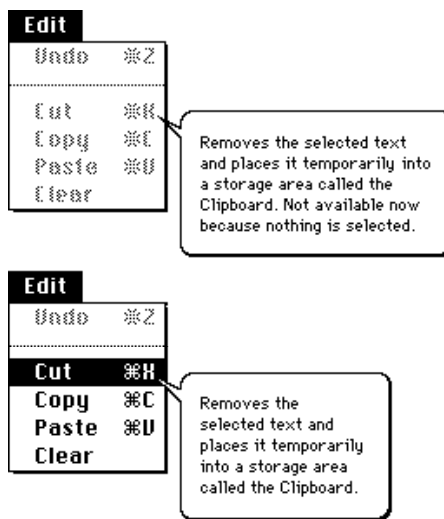 Edit
Undo ⌘Z
Cut ⌘X
Copy ⌘C
Paste ⌘V
Clear
Removes the selected text
and places it temporarily into
a storage area called the
Clipboard. Not available now
because nothing is selected.
Edit
Undo ⌘Z
Cut ⌘X
Copy ⌘C
Paste ⌘V
Clear
Removes the
selected text and
places it temporarily
into a storage area
called the Clipboard.